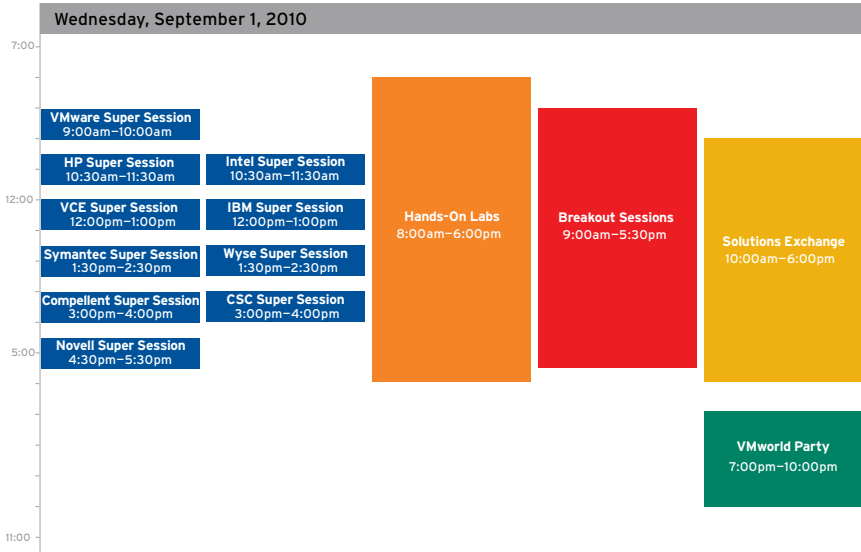 Wednesday, September 1, 2010
7:00
12:00
5:00
11:00
VMware Super Session
9:00am–10:00am
HP Super Session
10:30am–11:30am
Intel Super Session
10:30am–11:30am
VCE Super Session
12:00pm–1:00pm
IBM Super Session
12:00pm–1:00pm
Symantec Super Session
1:30pm–2:30pm
Wyse Super Session
1:30pm–2:30pm
Compellent Super Session
3:00pm–4:00pm
CSC Super Session
3:00pm–4:00pm
Novell Super Session
4:30pm–5:30pm
Hands-On Labs
8:00am–6:00pm
Breakout Sessions
9:00am–5:30pm
Solutions Exchange
10:00am–6:00pm
VMworld Party
7:00pm–10:00pm